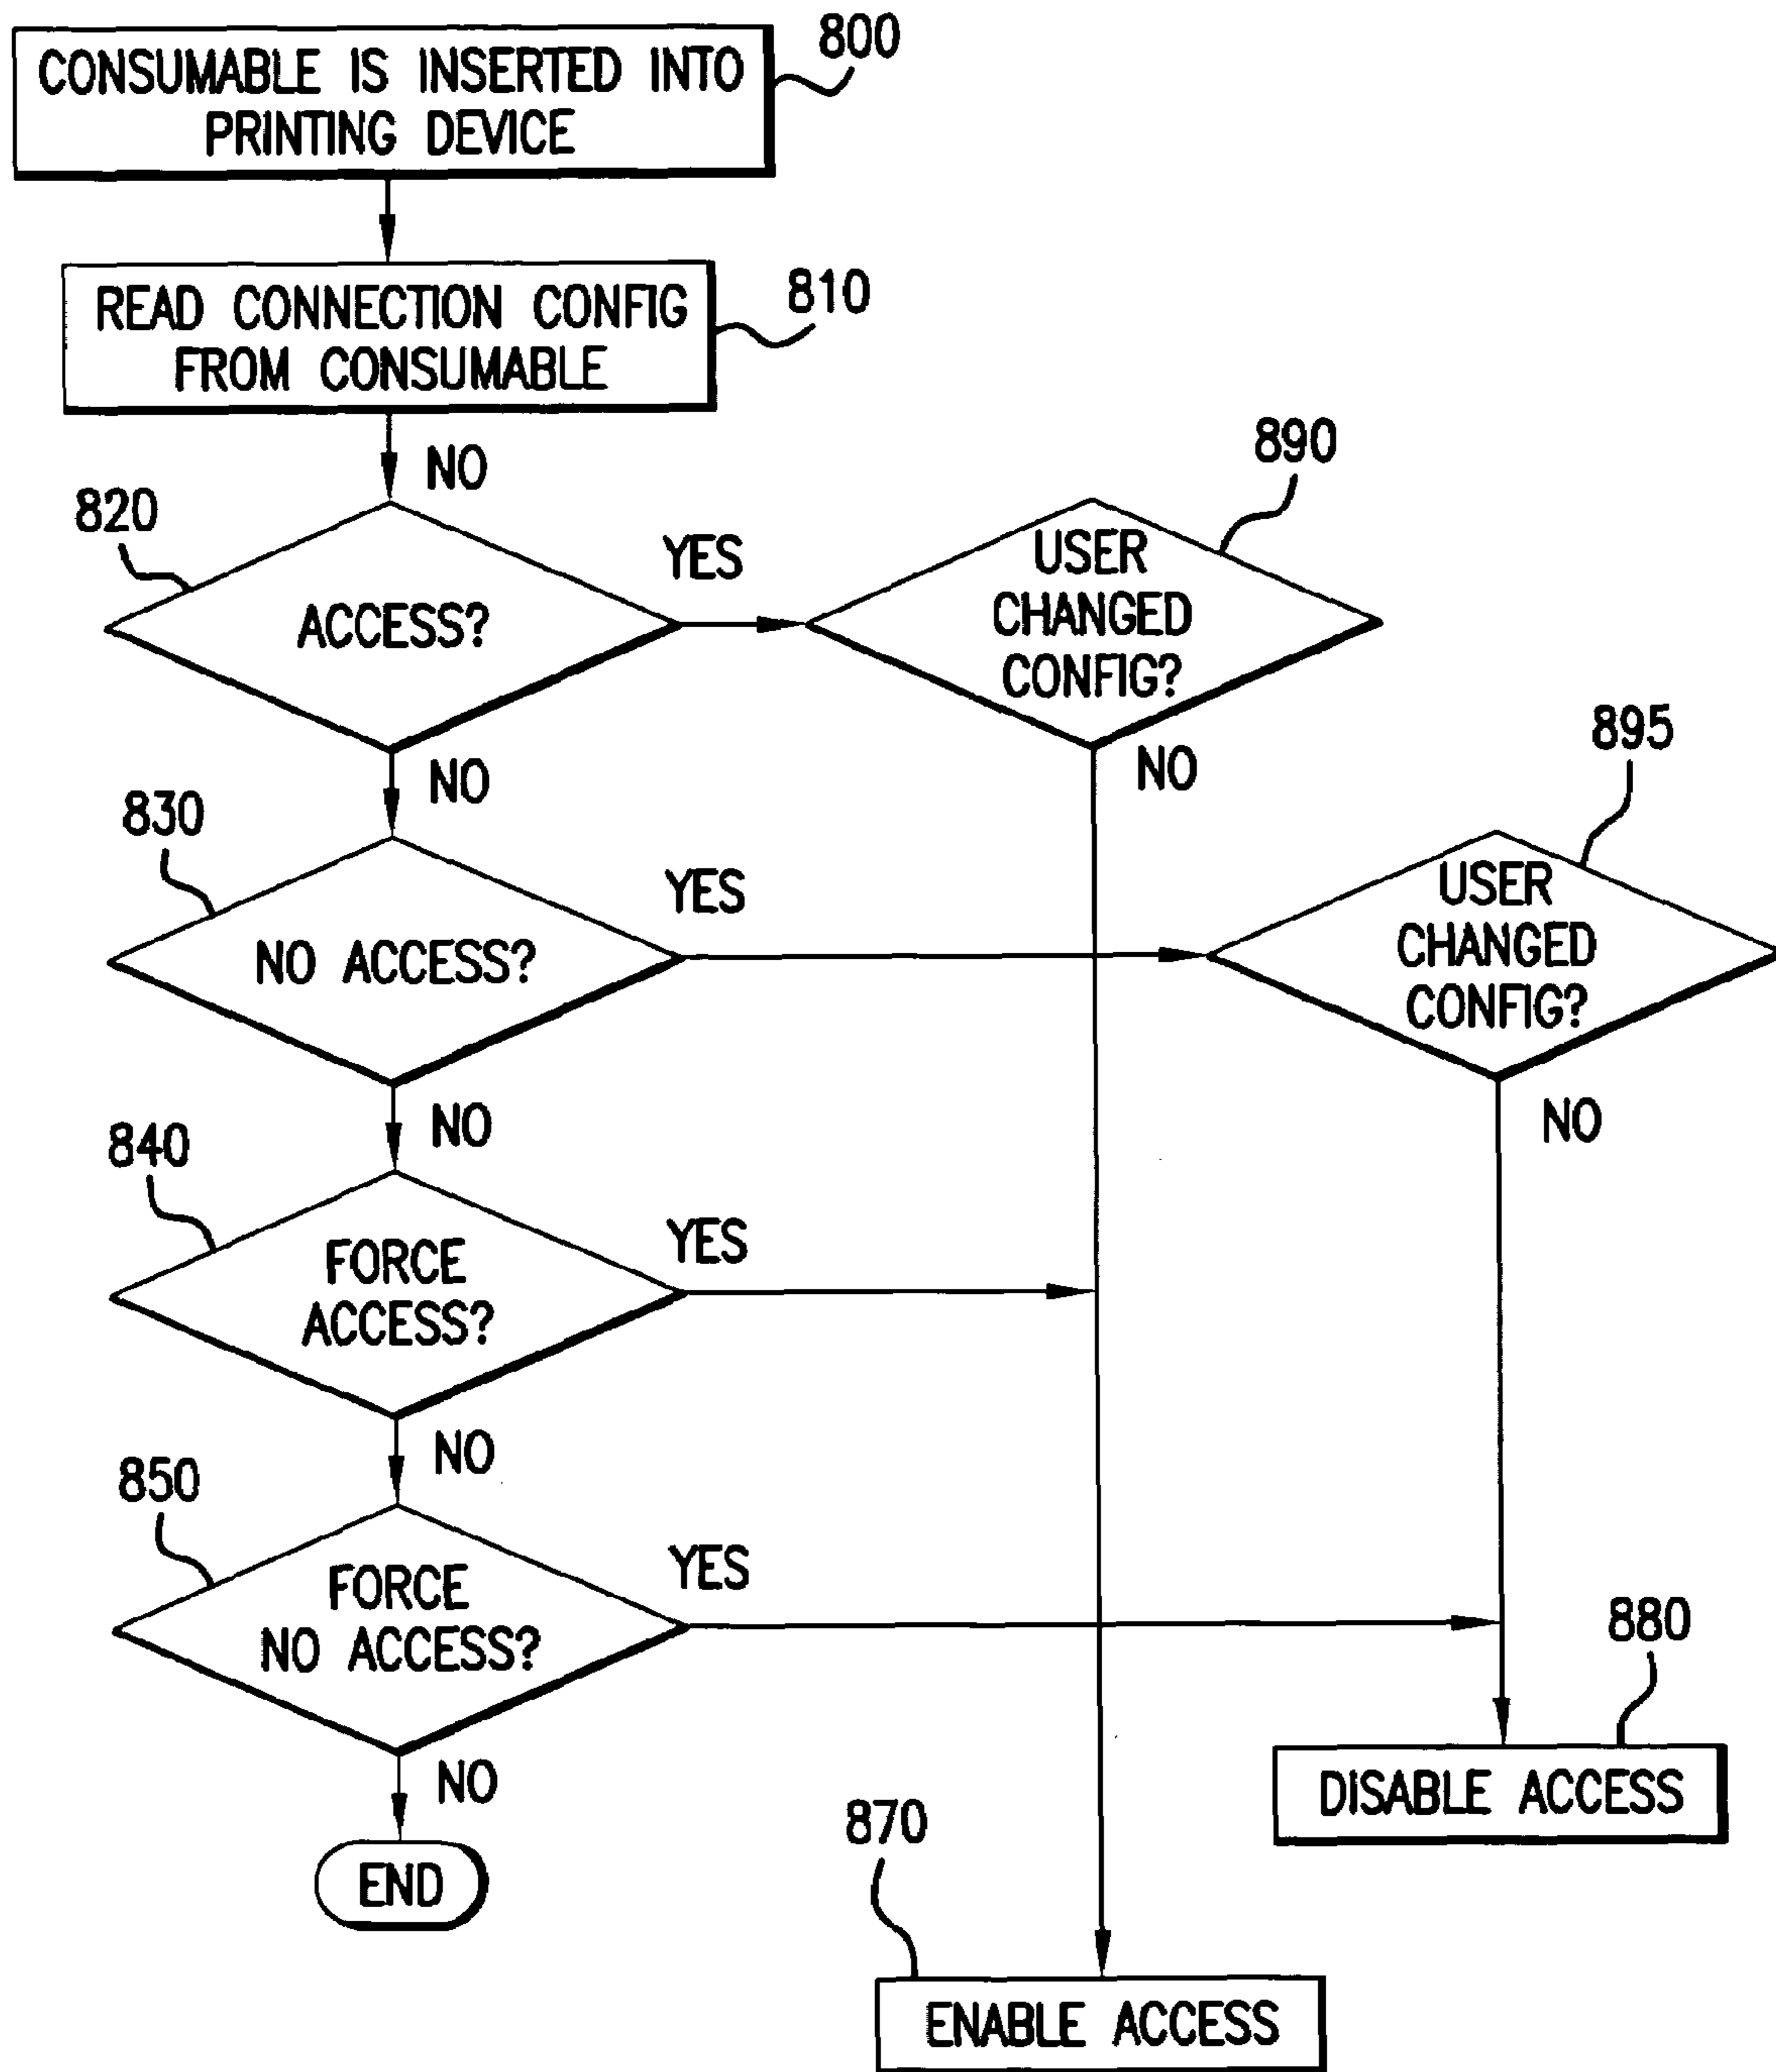 800
CONSUMABLE IS INSERTED INTO
PRINTING DEVICE
810
READ CONNECTION CONFIG
FROM CONSUMABLE
NO
820
ACCESS?
YES
890
USER
CHANGED
CONFIG?
NO
NO
830
NO ACCESS?
YES
895
USER
CHANGED
CONFIG?
NO
NO
840
FORCE
ACCESS?
YES
NO
850
FORCE
NO ACCESS?
YES
880
DISABLE ACCESS
NO
END
870
ENABLE ACCESS